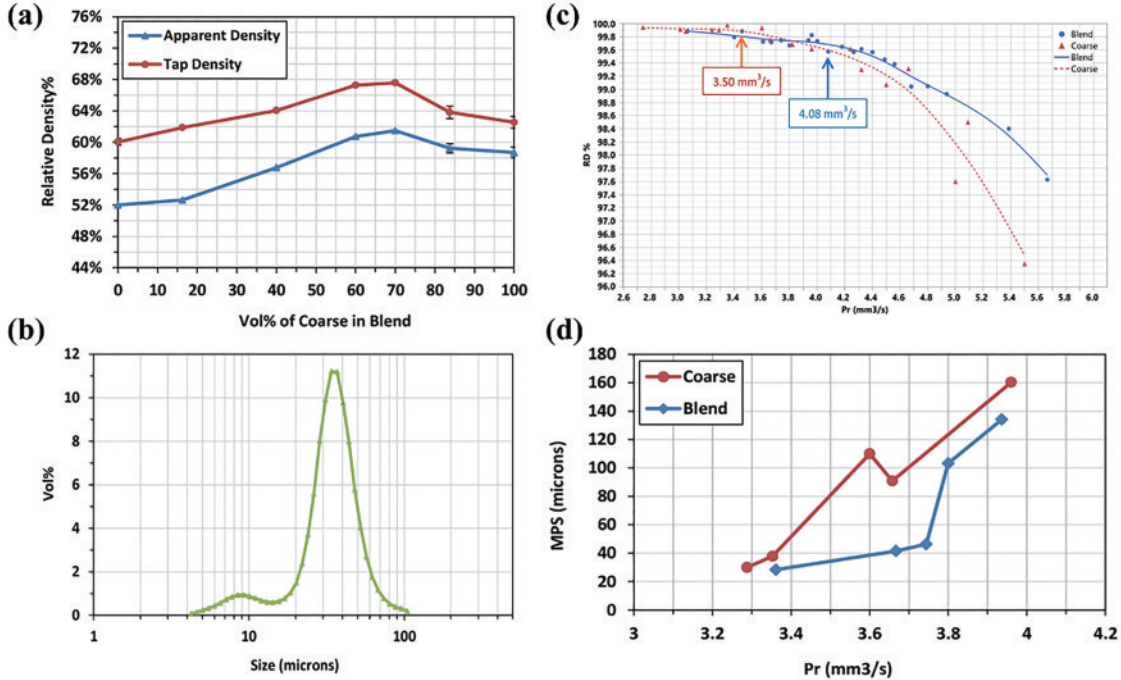 (a)
76%
72%
68%
64%
60%
56%
52%
48%
44%
Relative Density%
Apparent Density
Tap Density
0 10 20 30 40 50 60 70 80 90 100
Vol% of Coarse in Blend
(c)
100.0
99.8
99.6
99.4
99.2
99.0
98.8
98.6
98.4
98.2
98.0
97.8
97.6
97.4
97.2
97.0
96.8
96.6
96.4
96.2
96.0
RD %
Blend
Coarse
Blend
Coarse
3.50 mm³/s
4.08 mm³/s
2.6 2.8 3.0 3.2 3.4 3.6 3.8 4.0 4.2 4.4 4.6 4.8 5.0 5.2 5.4 5.6 5.8 6.0
Pr (mm3/s)
(b)
12
10
8
6
4
2
0
Vol%
1 10 100
Size (microns)
(d)
180
160
140
120
100
80
60
40
20
0
MPS (microns)
Coarse
Blend
3 3.2 3.4 3.6 3.8 4 4.2
Pr (mm3/s)